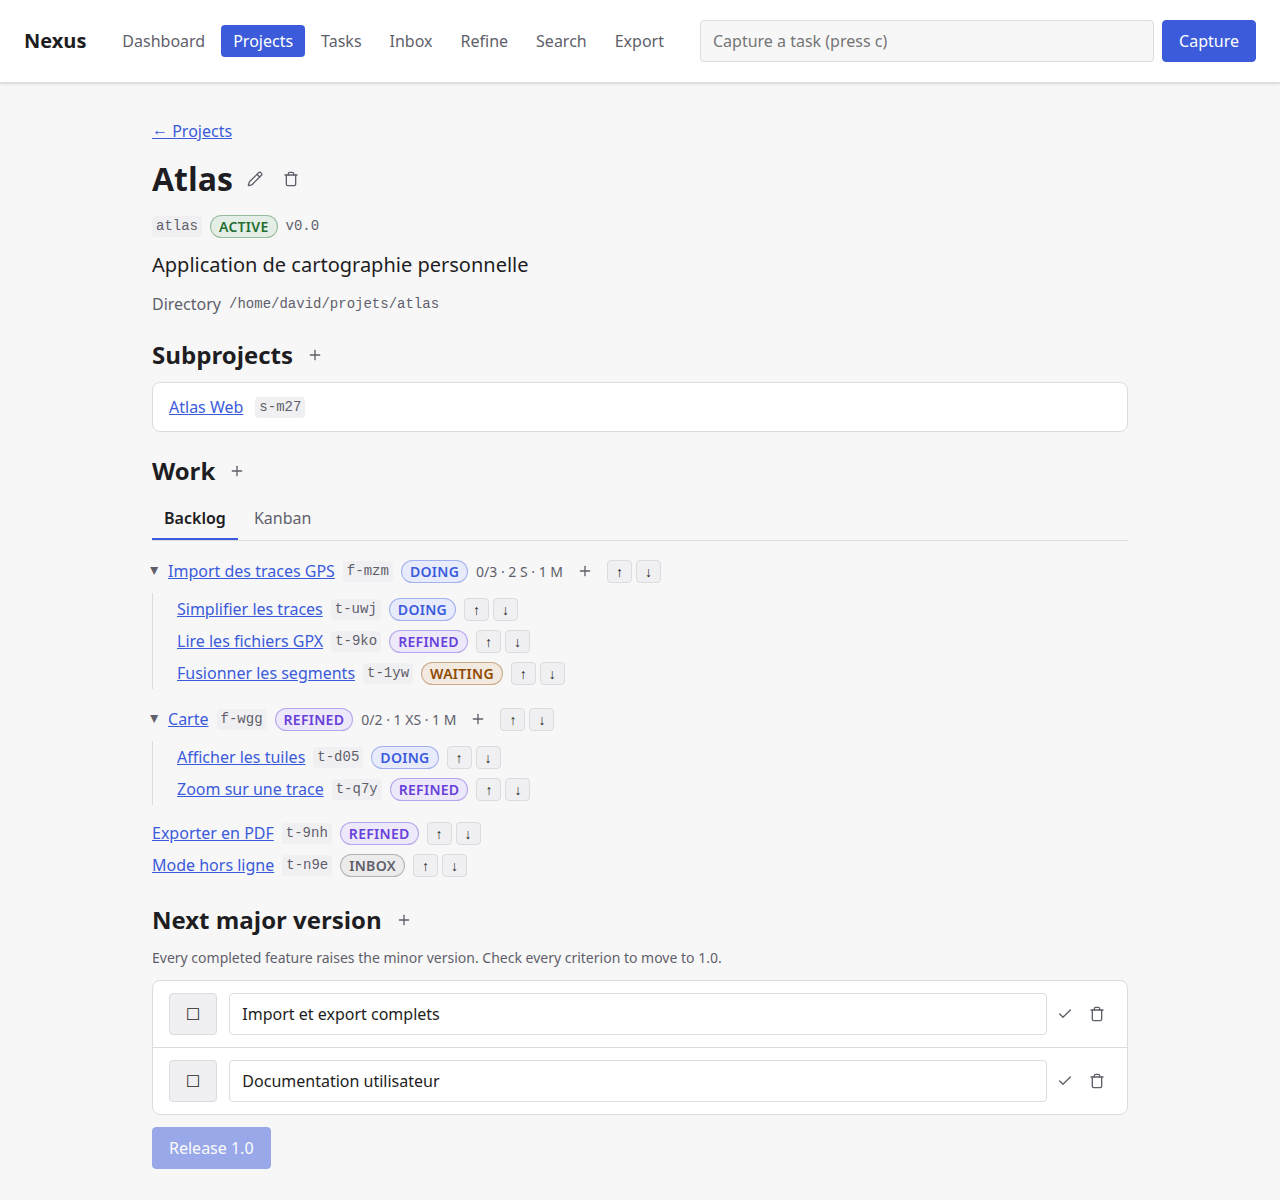 Nexus Dashboard Projects Tasks Inbox Refine Search Export Capture a task (press c) Capture
← Projects
Atlas
atlas ACTIVE v0.0
Application de cartographie personnelle
Directory /home/david/projets/atlas
Subprojects +
Atlas Web s-m27
Work +
Backlog Kanban
▼ Import des traces GPS f-mzm DOING 0/3 · 2 S · 1 M + ↑ ↓
Simplifier les traces t-uwj DOING ↑ ↓
Lire les fichiers GPX t-9ko REFINED ↑ ↓
Fusionner les segments t-1yw WAITING ↑ ↓
▼ Carte f-wgg REFINED 0/2 · 1 XS · 1 M + ↑ ↓
Afficher les tuiles t-d05 DOING ↑ ↓
Zoom sur une trace t-q7y REFINED ↑ ↓
Exporter en PDF t-9nh REFINED ↑ ↓
Mode hors ligne t-n9e INBOX ↑ ↓
Next major version +
Every completed feature raises the minor version. Check every criterion to move to 1.0.
☐ Import et export complets
☐ Documentation utilisateur
Release 1.0